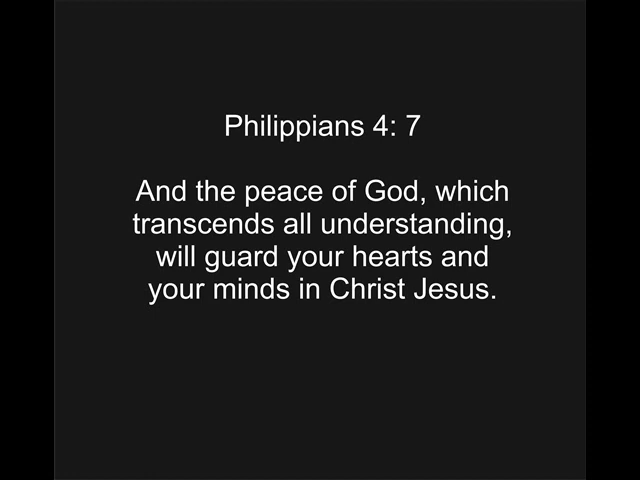 Philippians 4: 7
And the peace of God, which
transcends all understanding,
will guard your hearts and
your minds in Christ Jesus.